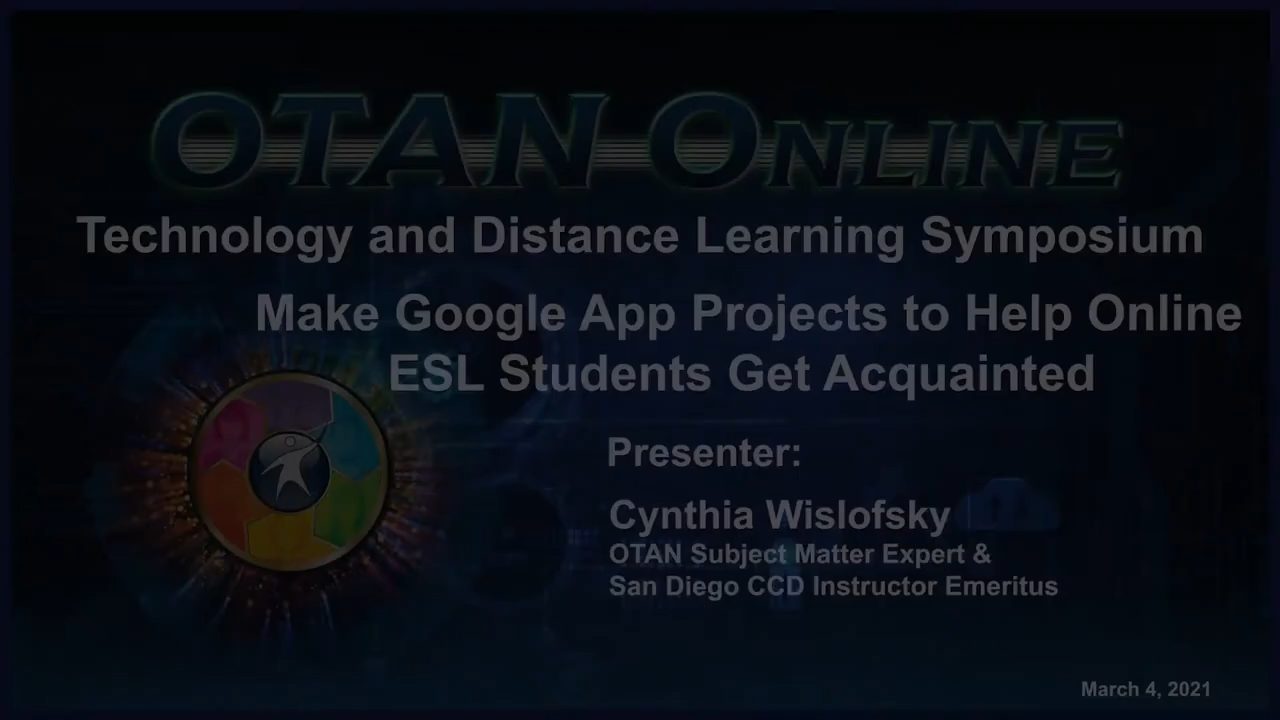 OTAN ONLINE
Technology and Distance Learning Symposium
Make Google App Projects to Help Online
ESL Students Get Acquainted
Presenter:
Cynthia Wislofsky
OTAN Subject Matter Expert &
San Diego CCD Instructor Emeritus
March 4, 2021